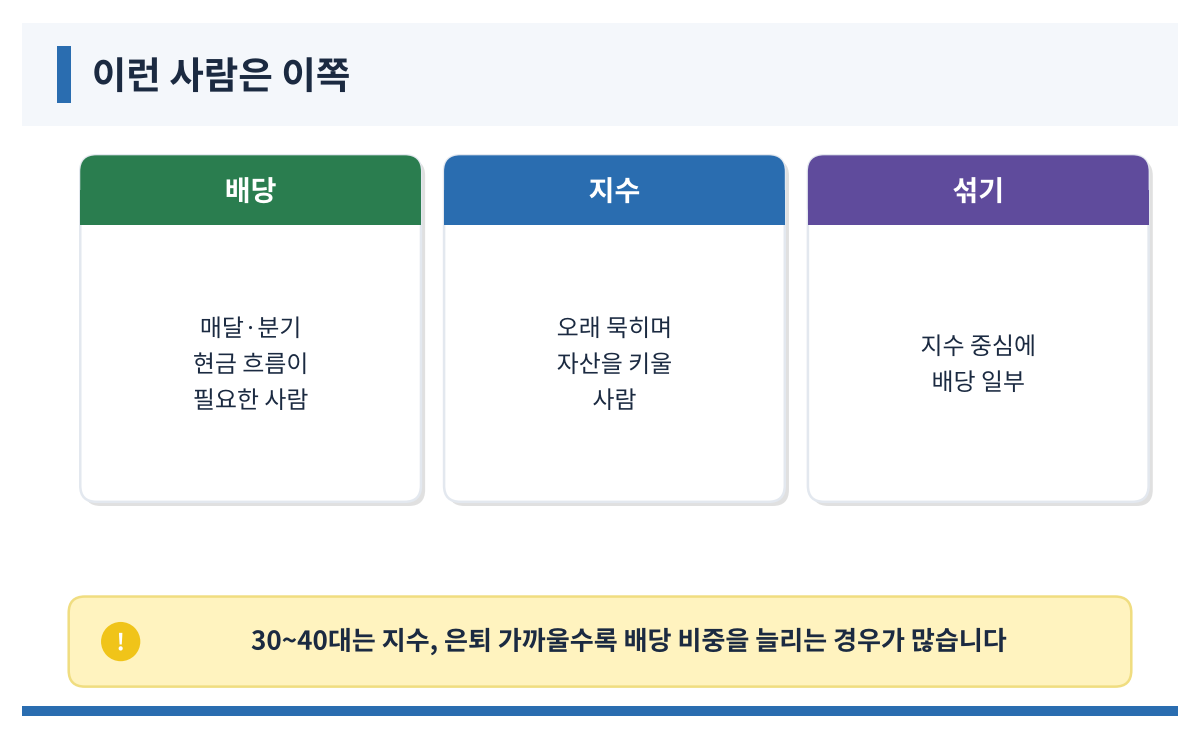 이런 사람은 이쪽
배당
매달·분기
현금 흐름이
필요한 사람
지수
오래 묵히며
자산을 키울
사람
섞기
지수 중심에
배당 일부
!
30~40대는 지수, 은퇴 가까울수록 배당 비중을 늘리는 경우가 많습니다